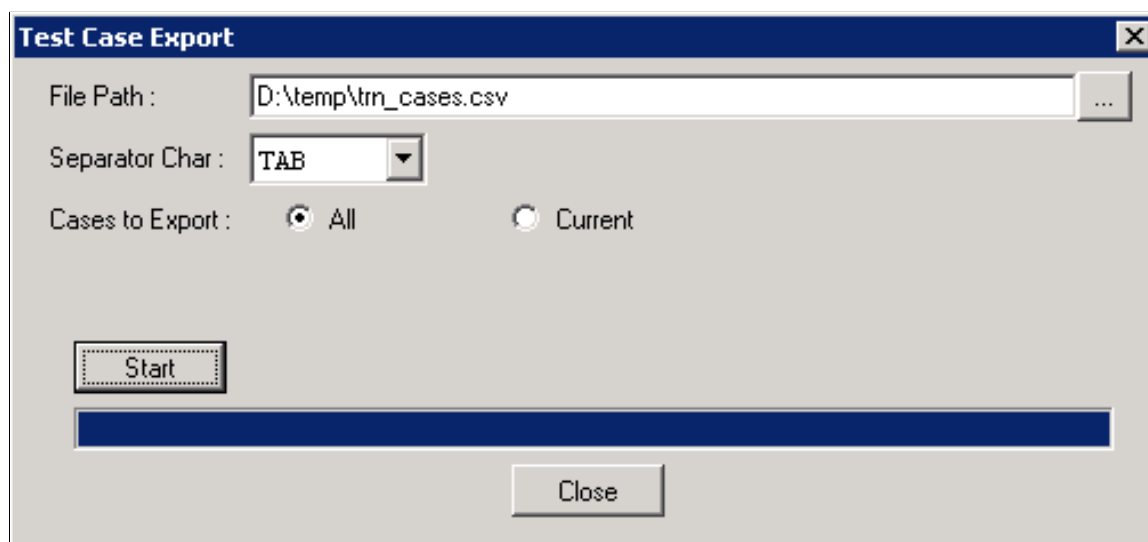 Test Case Export
File Path : D:\temp\trn_cases.csv ...
Separator Char : TAB
Cases to Export : All Current
Start
Close